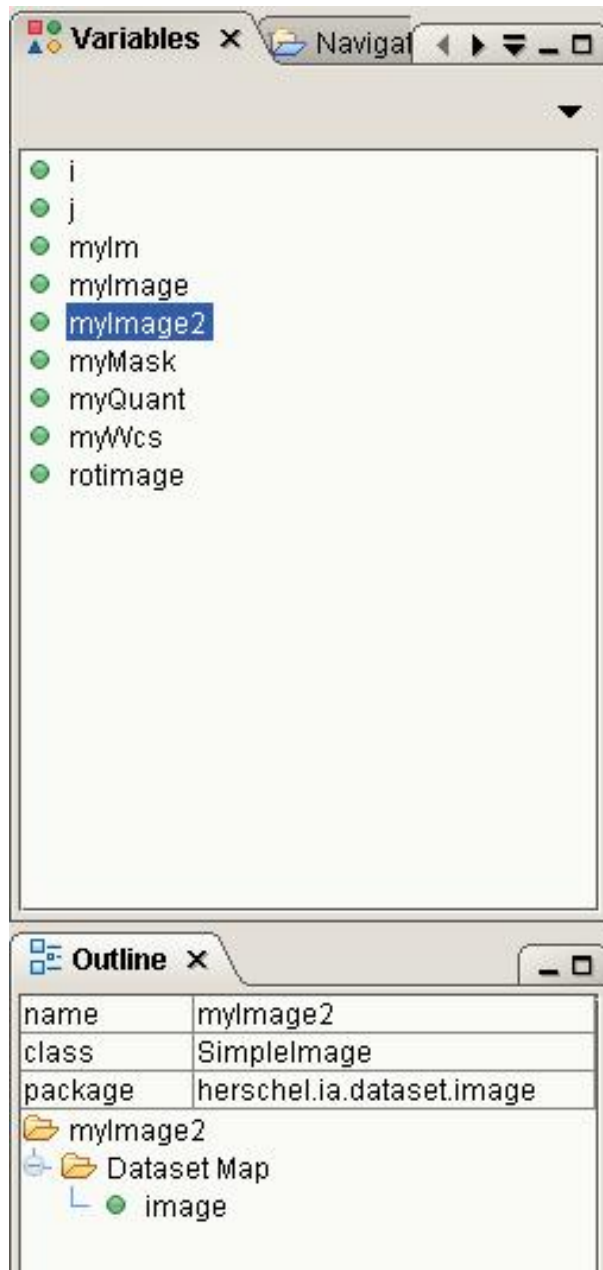 Variables Navigat
i
j
myIm
myImage
myImage2
myMask
myQuant
myWcs
rotimage
Outline
name myImage2
class SimpleImage
package herschel.ia.dataset.image
myImage2
Dataset Map
image